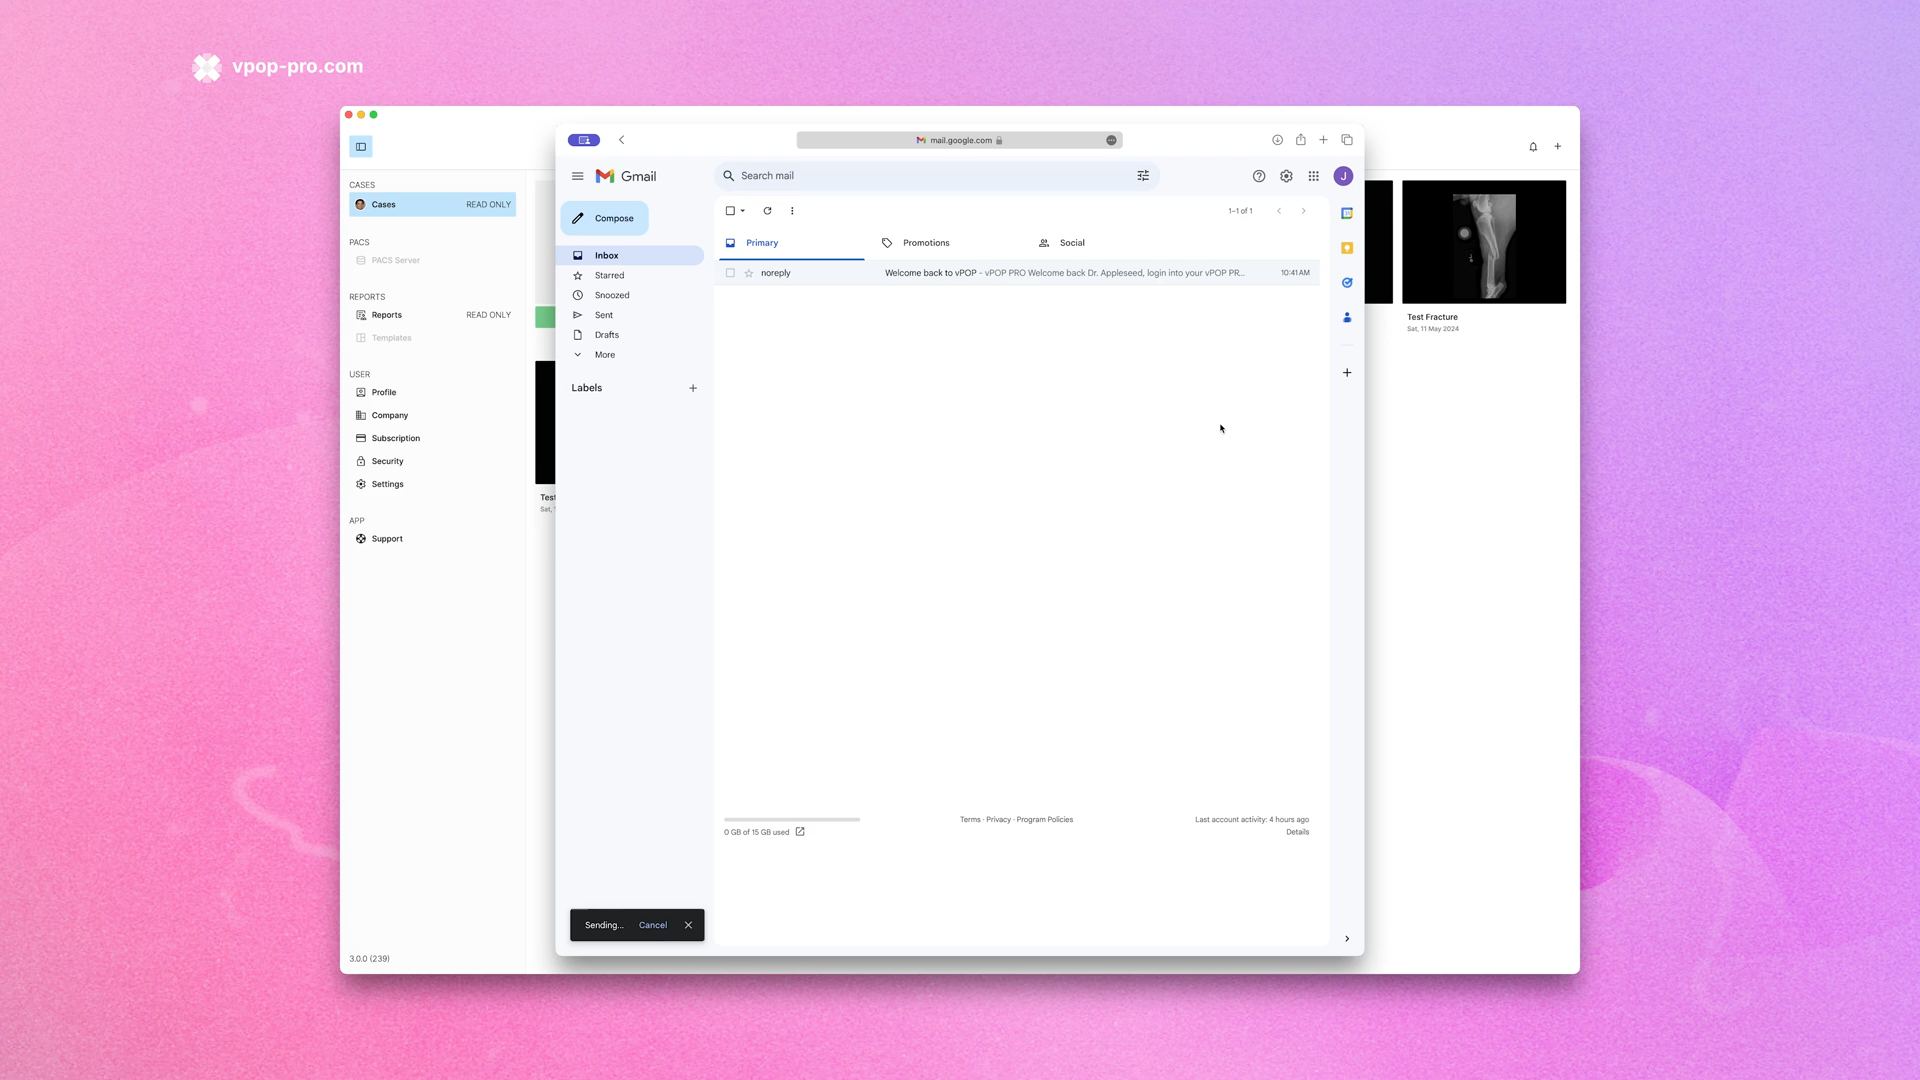 vpop-pro.com
mail.google.com
CASES
Cases READ ONLY
PACS
PACS Server
REPORTS
Reports READ ONLY
Templates
USER
Profile
Company
Subscription
Security
Settings
APP
Support
3.0.0 (239)
Gmail
Search mail
J
Compose
Inbox
Starred
Snoozed
Sent
Drafts
More
Labels
1–1 of 1
Primary Promotions Social
noreply Welcome back to vPOP - vPOP PRO Welcome back Dr. Appleseed, login into your vPOP PR... 10:41 AM
0 GB of 15 GB used
Terms · Privacy · Program Policies
Last account activity: 4 hours ago
Details
Sending... Cancel
Test
Sat, 
Test Fracture
Sat, 11 May 2024